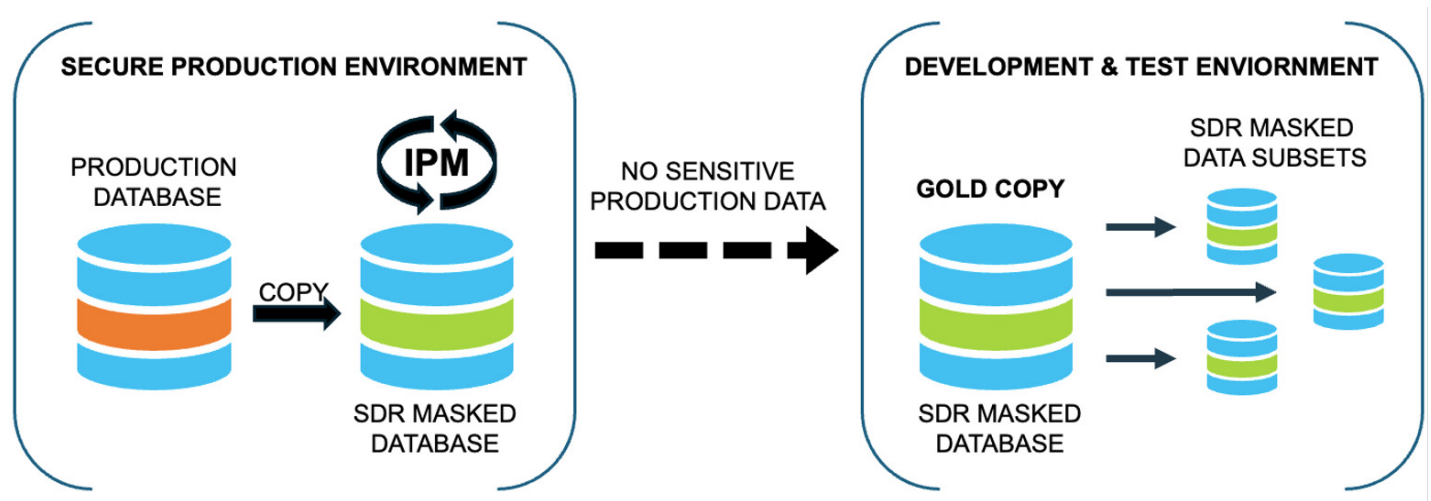 SECURE PRODUCTION ENVIRONMENT
PRODUCTION
DATABASE
COPY
IPM
SDR MASKED
DATABASE
NO SENSITIVE
PRODUCTION DATA
DEVELOPMENT & TEST ENVIORNMENT
GOLD COPY
SDR MASKED
DATABASE
SDR MASKED
DATA SUBSETS